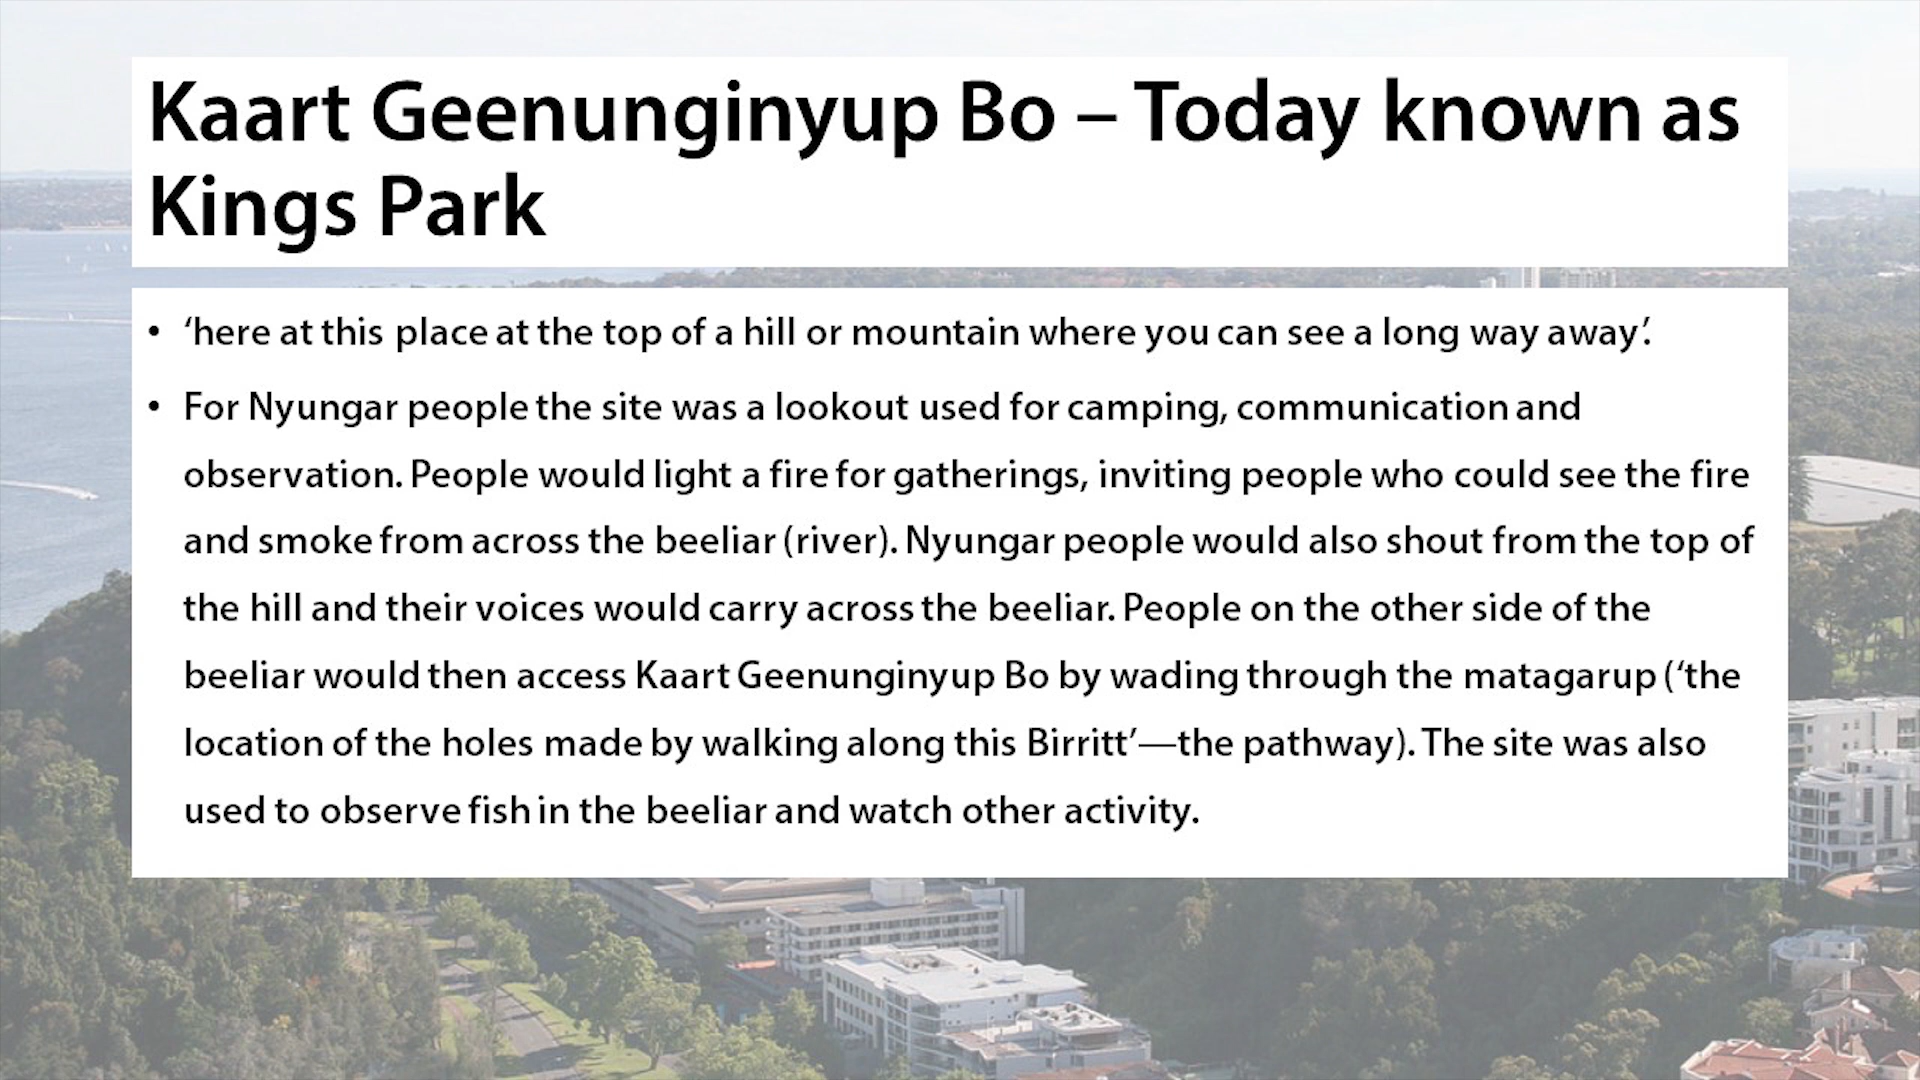 Kaart Geenunginyup Bo – Today known as
Kings Park
• ‘here at this place at the top of a hill or mountain where you can see a long way away’.
• For Nyungar people the site was a lookout used for camping, communication and
observation. People would light a fire for gatherings, inviting people who could see the fire
and smoke from across the beeliar (river). Nyungar people would also shout from the top of
the hill and their voices would carry across the beeliar. People on the other side of the
beeliar would then access Kaart Geenunginyup Bo by wading through the matagarup (‘the
location of the holes made by walking along this Birritt’—the pathway). The site was also
used to observe fish in the beeliar and watch other activity.